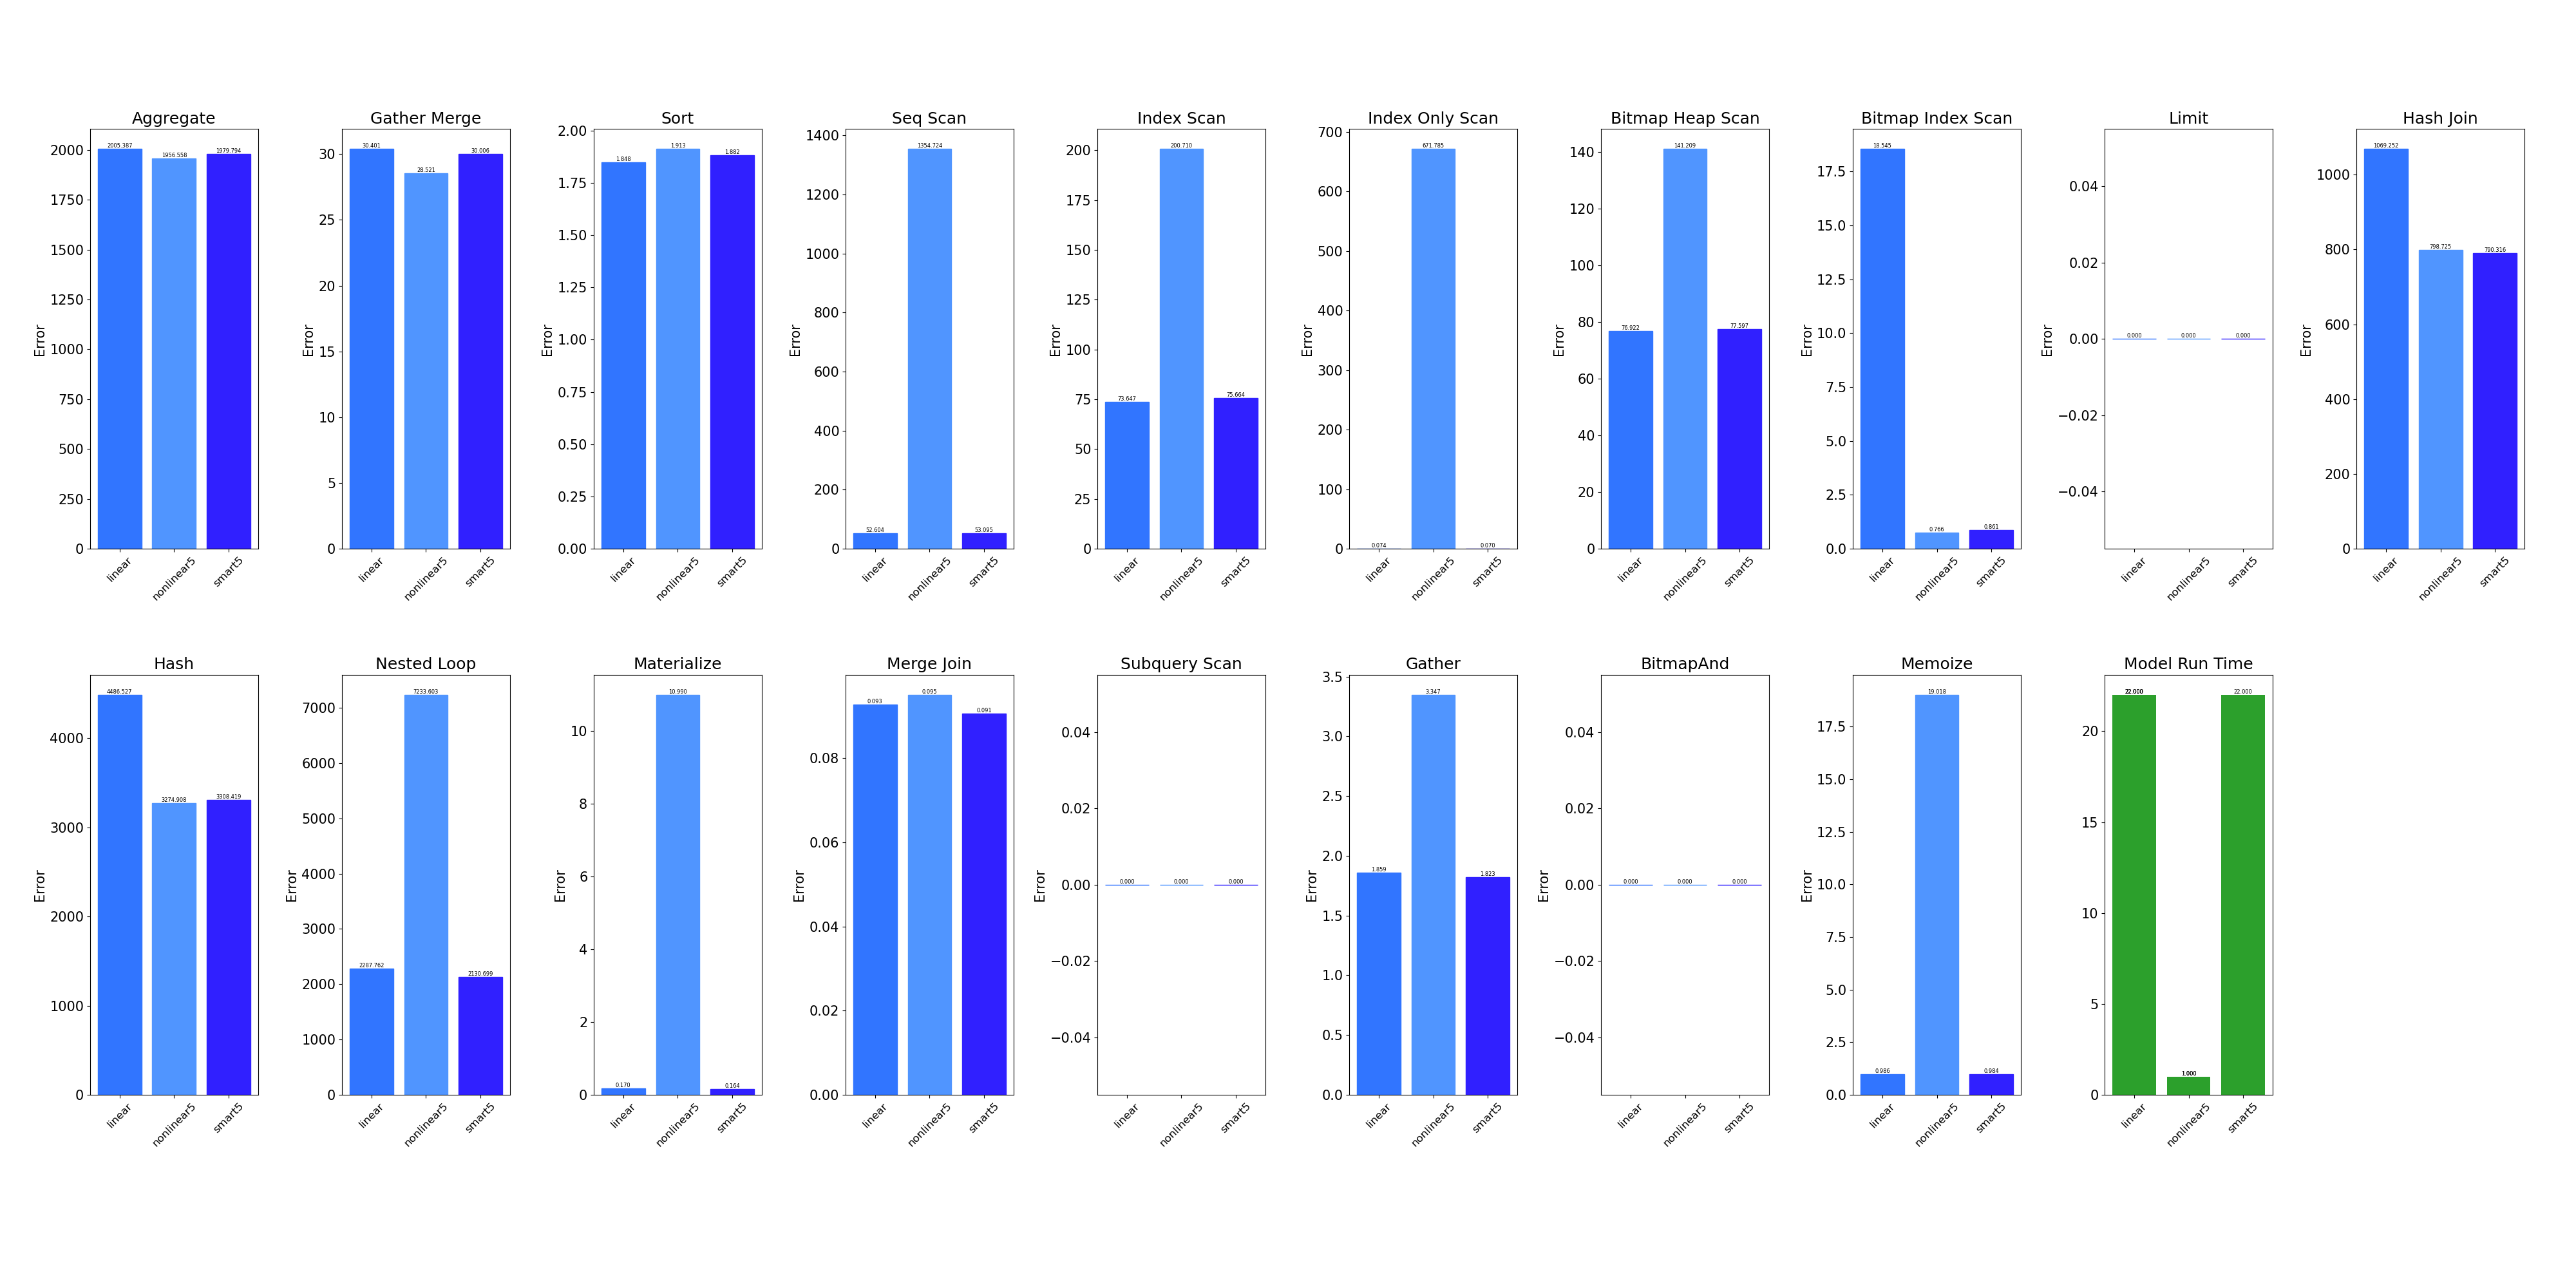 Aggregate
2000
1750
1500
1250
1000
750
500
250
0
Error
2005.387
1956.558
1979.794
linear
nonlinear5
smart5
Gather Merge
30
25
20
15
10
5
0
Error
30.401
28.521
30.006
linear
nonlinear5
smart5
Sort
2.00
1.75
1.50
1.25
1.00
0.75
0.50
0.25
0.00
Error
1.848
1.913
1.882
linear
nonlinear5
smart5
Seq Scan
1400
1200
1000
800
600
400
200
0
Error
52.604
1354.724
53.095
linear
nonlinear5
smart5
Index Scan
200
175
150
125
100
75
50
25
0
Error
73.647
200.710
75.664
linear
nonlinear5
smart5
Index Only Scan
700
600
500
400
300
200
100
0
Error
0.074
671.785
0.070
linear
nonlinear5
smart5
Bitmap Heap Scan
140
120
100
80
60
40
20
0
Error
76.922
141.209
77.597
linear
nonlinear5
smart5
Bitmap Index Scan
17.5
15.0
12.5
10.0
7.5
5.0
2.5
0.0
Error
18.545
0.766
0.861
linear
nonlinear5
smart5
Limit
0.04
0.02
0.00
−0.02
−0.04
Error
0.000
0.000
0.000
linear
nonlinear5
smart5
Hash Join
1000
800
600
400
200
0
Error
1069.252
798.725
790.316
linear
nonlinear5
smart5
Hash
4000
3000
2000
1000
0
Error
4486.527
3274.908
3308.419
linear
nonlinear5
smart5
Nested Loop
7000
6000
5000
4000
3000
2000
1000
0
Error
2287.762
7233.603
2130.699
linear
nonlinear5
smart5
Materialize
10
8
6
4
2
0
Error
0.170
10.990
0.164
linear
nonlinear5
smart5
Merge Join
0.08
0.06
0.04
0.02
0.00
Error
0.093
0.095
0.091
linear
nonlinear5
smart5
Subquery Scan
0.04
0.02
0.00
−0.02
−0.04
Error
0.000
0.000
0.000
linear
nonlinear5
smart5
Gather
3.5
3.0
2.5
2.0
1.5
1.0
0.5
0.0
Error
1.859
3.347
1.823
linear
nonlinear5
smart5
BitmapAnd
0.04
0.02
0.00
−0.02
−0.04
Error
0.000
0.000
0.000
linear
nonlinear5
smart5
Memoize
17.5
15.0
12.5
10.0
7.5
5.0
2.5
0.0
Error
0.986
19.018
0.984
linear
nonlinear5
smart5
Model Run Time
20
15
10
5
0
22.000
1.000
22.000
linear
nonlinear5
smart5